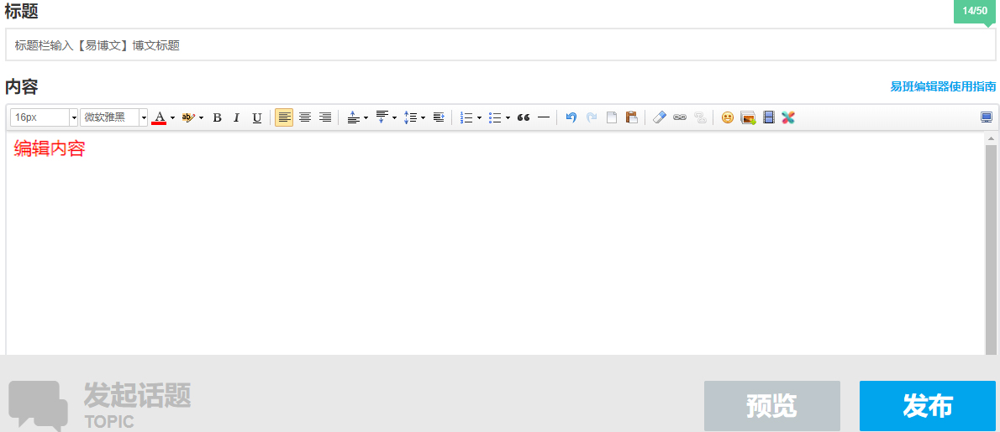 标题
14/50
标题栏输入【易博文】博文标题
内容
易班编辑器使用指南
16px 微软雅黑 A ab B I U
编辑内容
发起话题
TOPIC
预览
发布